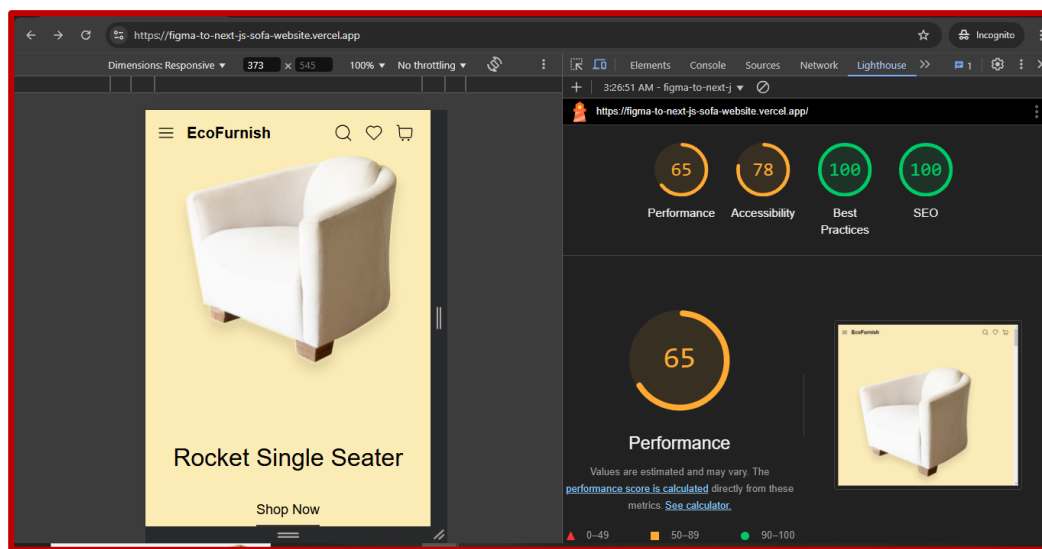 https://figma-to-next-js-sofa-website.vercel.app
Incognito
Dimensions: Responsive ▼ 373 × 545 100% ▼ No throttling ▼
Elements Console Sources Network Lighthouse 1
3:26:51 AM - figma-to-next-j ▼
https://figma-to-next-js-sofa-website.vercel.app/
EcoFurnish
Rocket Single Seater
Shop Now
65 78 100 100
Performance Accessibility Best Practices SEO
65
Performance
Values are estimated and may vary. The
performance score is calculated directly from these
metrics. See calculator.
EcoFurnish
0–49 50–89 90–100